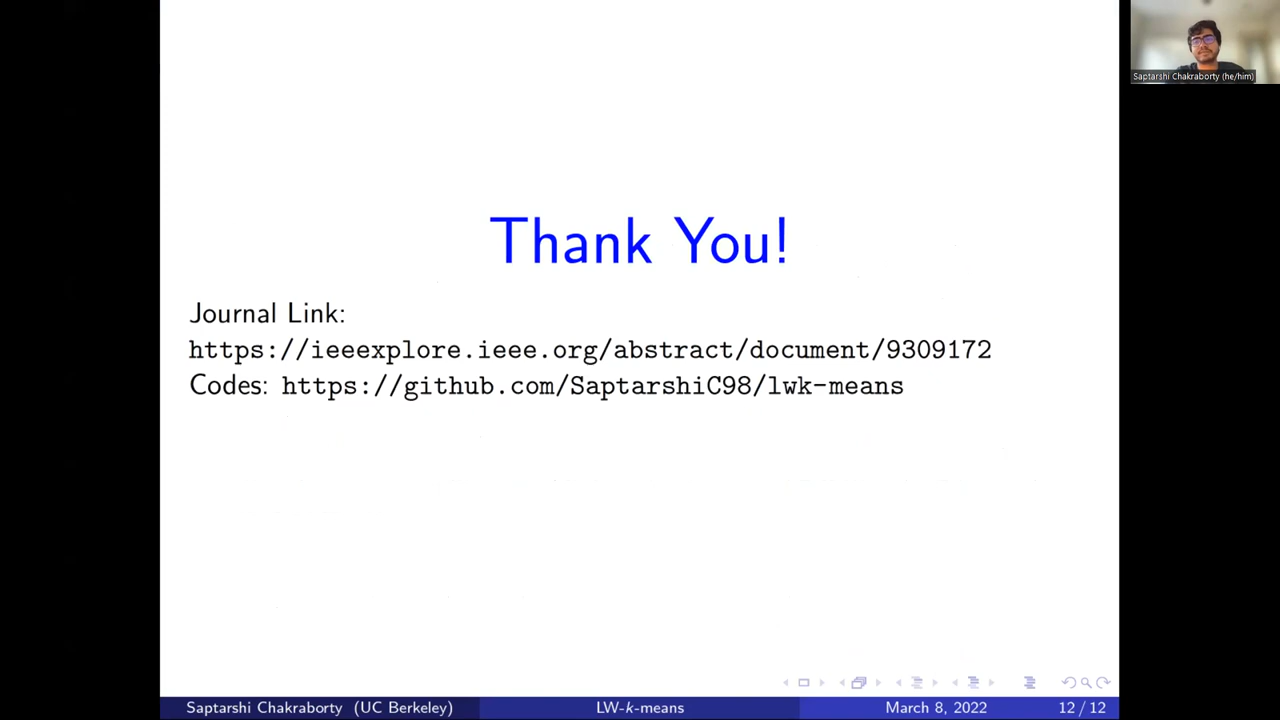 Saptarshi Chakraborty (he/him)
Thank You!
Journal Link:
https://ieeexplore.ieee.org/abstract/document/9309172
Codes: https://github.com/SaptarshiC98/lwk-means
Saptarshi Chakraborty (UC Berkeley) LW-k-means March 8, 2022 12 / 12